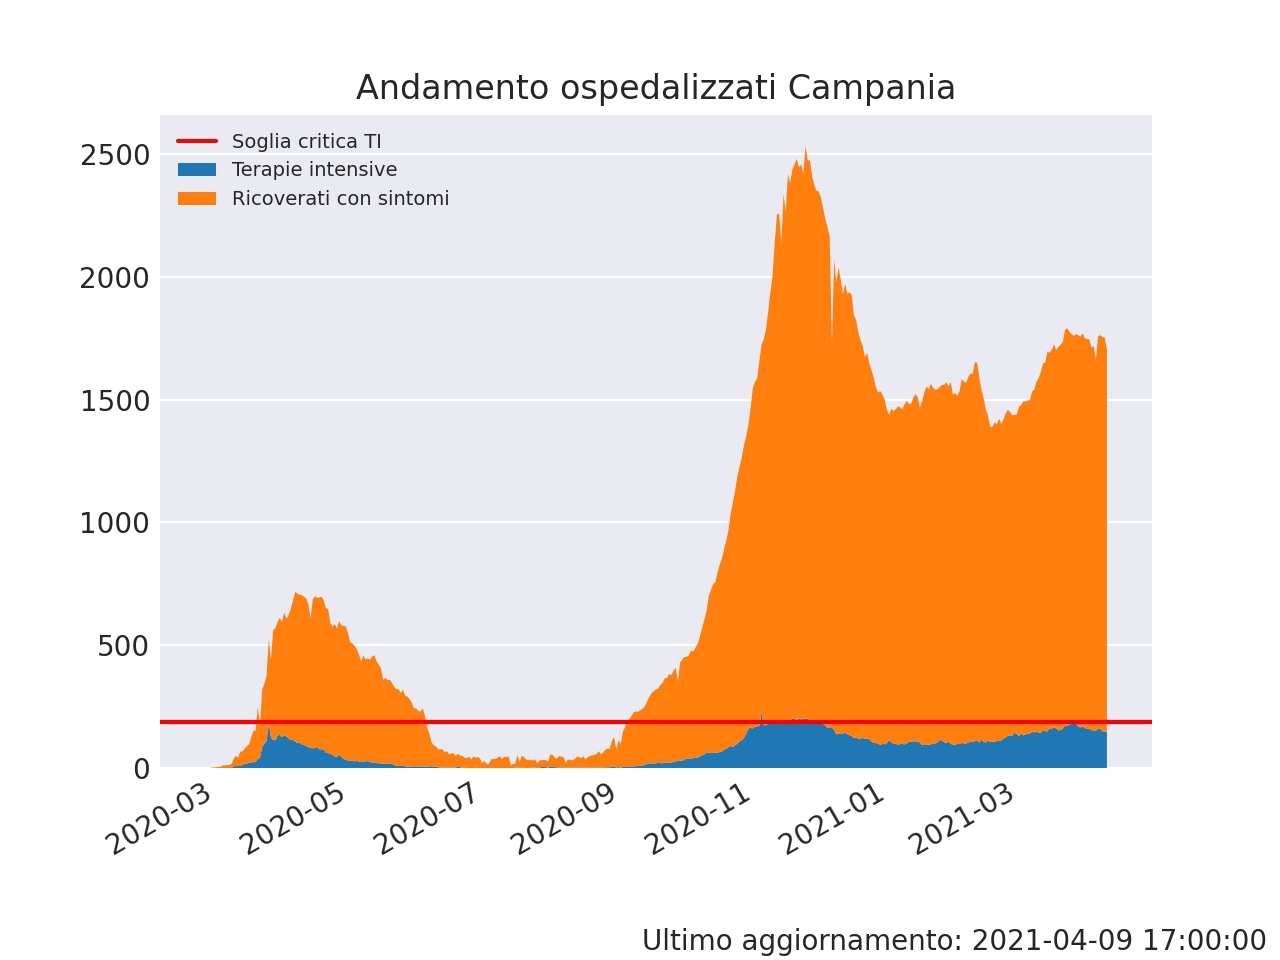 Andamento ospedalizzati Campania
Soglia critica TI
Terapie intensive
Ricoverati con sintomi
2500
2000
1500
1000
500
0
2020-03
2020-05
2020-07
2020-09
2020-11
2021-01
2021-03
Ultimo aggiornamento: 2021-04-09 17:00:00